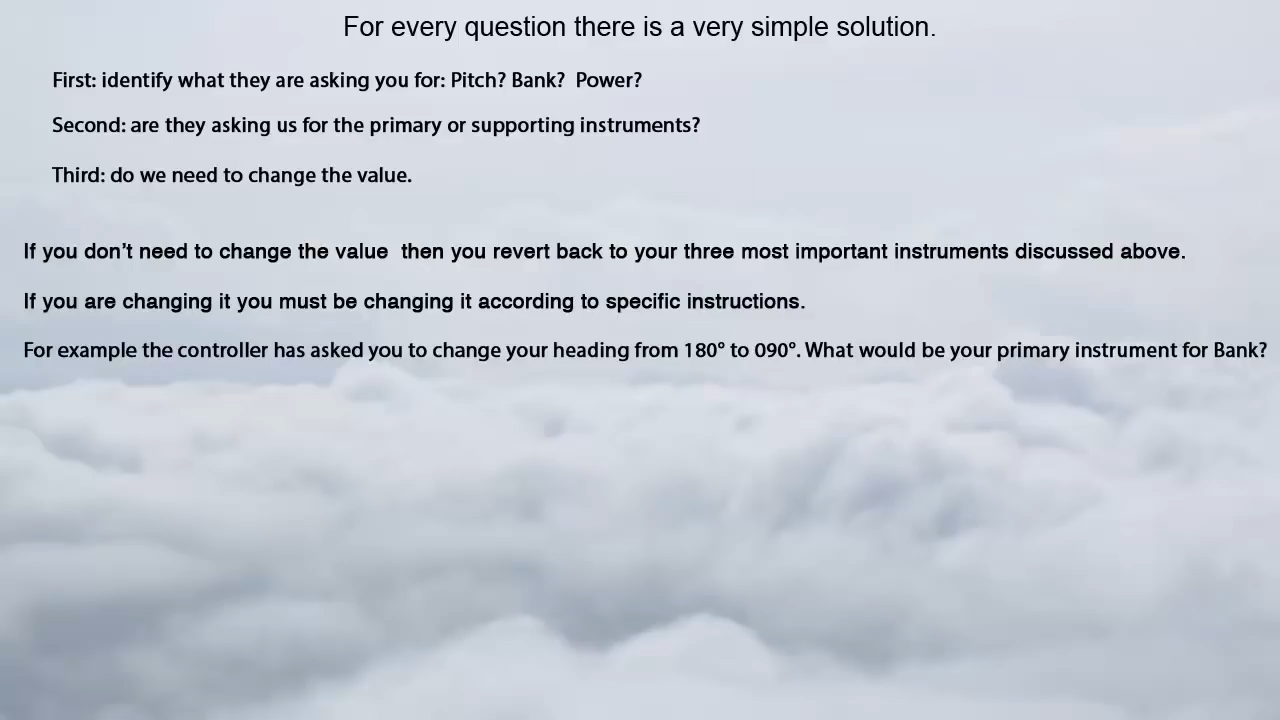 For every question there is a very simple solution.
First: identify what they are asking you for: Pitch? Bank?  Power?
Second: are they asking us for the primary or supporting instruments?
Third: do we need to change the value.
If you don’t need to change the value  then you revert back to your three most important instruments discussed above.
If you are changing it you must be changing it according to specific instructions.
For example the controller has asked you to change your heading from 180° to 090°. What would be your primary instrument for Bank?